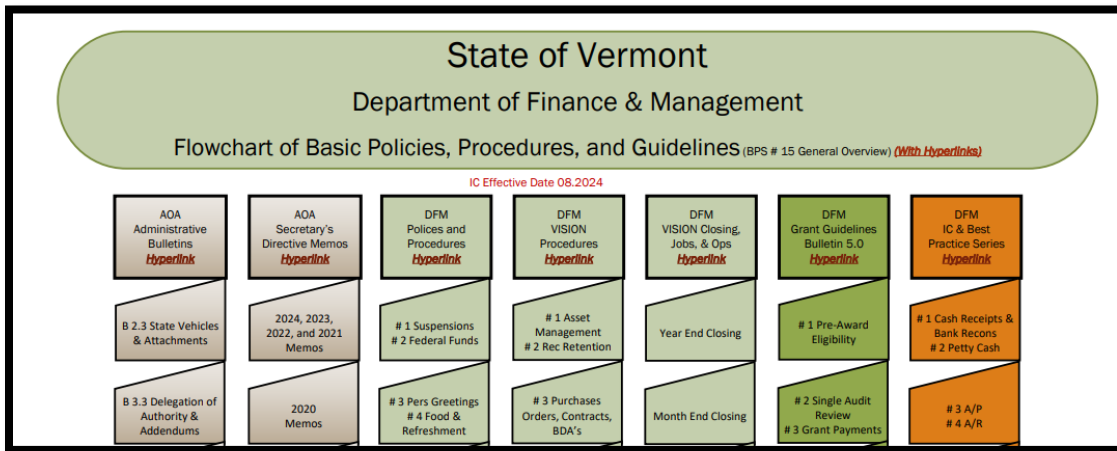 State of Vermont
Department of Finance & Management
Flowchart of Basic Policies, Procedures, and Guidelines (BPS # 15 General Overview) (With Hyperlinks)
IC Effective Date 08.2024
AOA
Administrative
Bulletins
Hyperlink
AOA
Secretary's
Directive Memos
Hyperlink
DFM
Polices and
Procedures
Hyperlink
DFM
VISION
Procedures
Hyperlink
DFM
VISION Closing,
Jobs, & Ops
Hyperlink
DFM
Grant Guidelines
Bulletin 5.0
Hyperlink
DFM
IC & Best
Practice Series
Hyperlink
B 2.3 State Vehicles
& Attachments
2024, 2023,
2022, and 2021
Memos
# 1 Suspensions
# 2 Federal Funds
# 1 Asset
Management
# 2 Rec Retention
Year End Closing
# 1 Pre-Award
Eligibility
# 1 Cash Receipts &
Bank Recons
# 2 Petty Cash
B 3.3 Delegation of
Authority &
Addendums
2020
Memos
# 3 Pers Greetings
# 4 Food &
Refreshment
# 3 Purchases
Orders, Contracts,
BDA's
Month End Closing
# 2 Single Audit
Review
# 3 Grant Payments
# 3 A/P
# 4 A/R